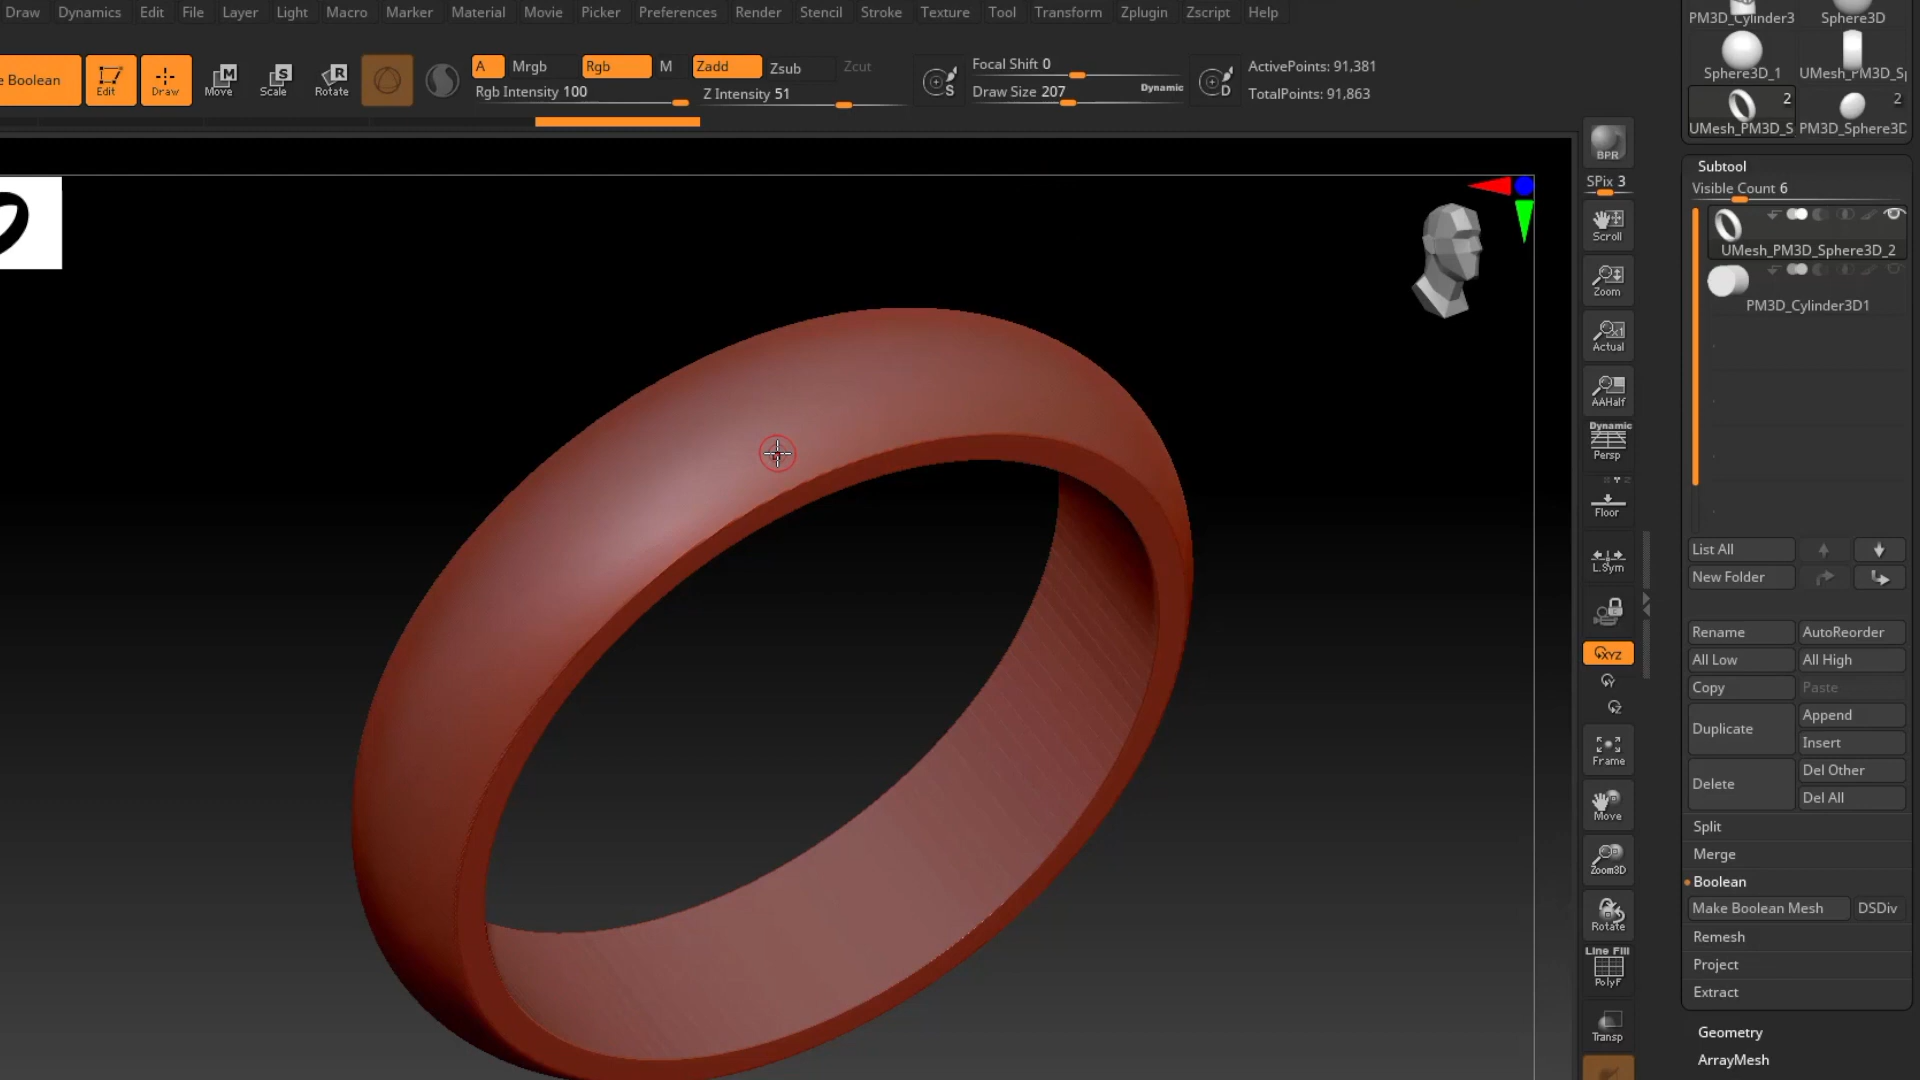 Draw Dynamics Edit File Layer Light Macro Marker Material Movie Picker Preferences Render Stencil Stroke Texture Tool Transform Zplugin Zscript Help
e Boolean
Edit
Draw
M
Move
S
Scale
R
Rotate
A Mrgb Rgb M Zadd Zsub Zcut
Rgb Intensity 100
Z Intensity 51
S
Focal Shift 0
Draw Size 207
Dynamic
D
ActivePoints: 91,381
TotalPoints: 91,863
PM3D_Cylinder3 Sphere3D
Sphere3D_1 UMesh_PM3D_S
2 2
UMesh_PM3D_S PM3D_Sphere3D
BPR
SPix 3
Scroll
Zoom
Actual
AAHalf
Dynamic
Persp
Floor
L.Sym
XYZ
Y
Z
Frame
Move
Zoom3D
Rotate
Line Fill
PolyF
Transp
Subtool
Visible Count 6
UMesh_PM3D_Sphere3D_2
PM3D_Cylinder3D1
List All
New Folder
Rename AutoReorder
All Low All High
Copy Paste
Duplicate Append
Insert
Delete Del Other
Del All
Split
Merge
Boolean
Make Boolean Mesh DSDiv
Remesh
Project
Extract
Geometry
ArrayMesh